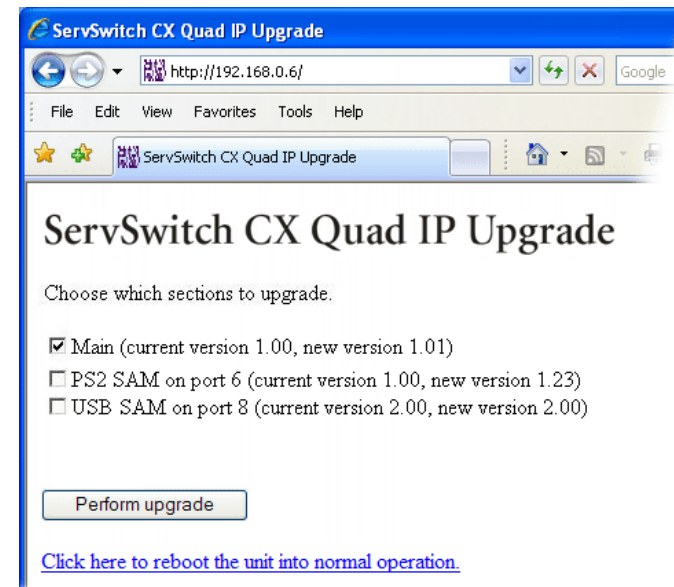 ServSwitch CX Quad IP Upgrade
http://192.168.0.6/
Google
File Edit View Favorites Tools Help
ServSwitch CX Quad IP Upgrade
ServSwitch CX Quad IP Upgrade
Choose which sections to upgrade.
Main (current version 1.00, new version 1.01)
PS2 SAM on port 6 (current version 1.00, new version 1.23)
USB SAM on port 8 (current version 2.00, new version 2.00)
Perform upgrade
Click here to reboot the unit into normal operation.